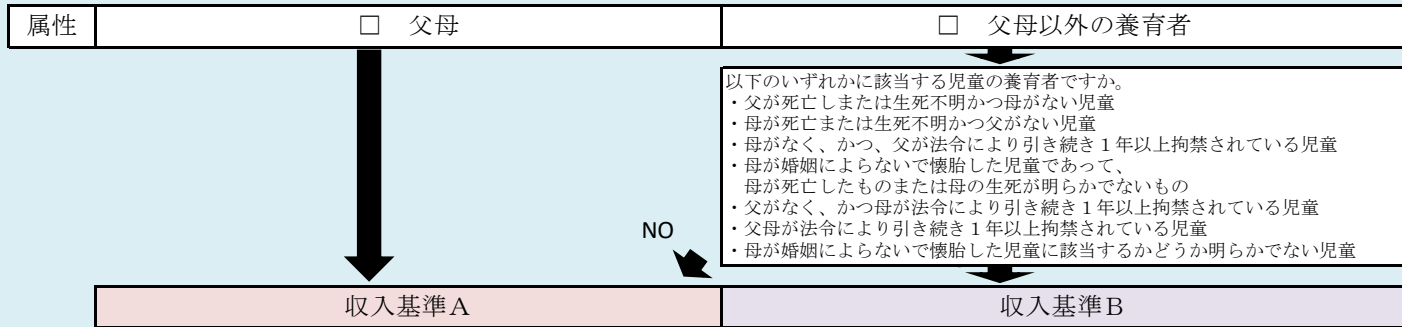 属性
□ 父母
□ 父母以外の養育者
以下のいずれかに該当する児童の養育者ですか。
・父が死亡しまたは生死不明かつ母がない児童
・母が死亡または生死不明かつ父がない児童
・母がなく、かつ、父が法令により引き続き１年以上拘禁されている児童
・母が婚姻によらないで懐胎した児童であって、
母が死亡したものまたは母の生死が明らかでないもの
・父がなく、かつ母が法令により引き続き１年以上拘禁されている児童
・父母が法令により引き続き１年以上拘禁されている児童
・母が婚姻によらないで懐胎した児童に該当するかどうか明らかでない児童
NO
収入基準Ａ
収入基準Ｂ